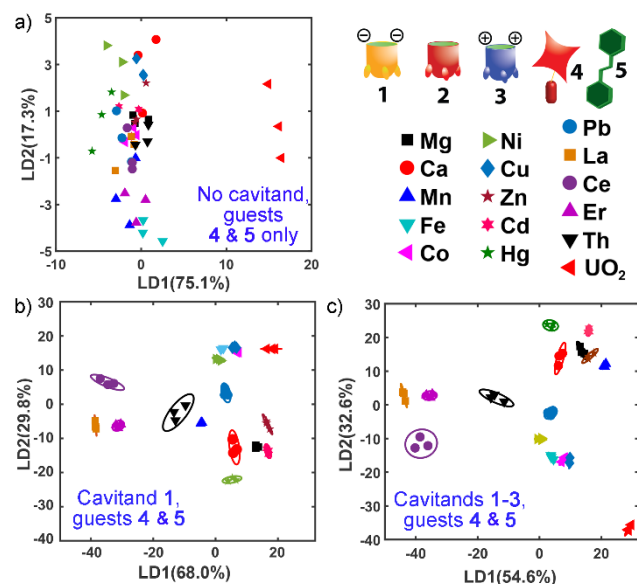 a)
5
3
1
-1
-3
-5
LD2(17.3%)
-10
0
10
20
LD1(75.1%)
No cavitand,
guests
4 & 5 only
⊖ ⊖
⊕ ⊕
1
2
3
4
5
Mg
Ca
Mn
Fe
Co
Ni
Cu
Zn
Cd
Hg
Pb
La
Ce
Er
Th
UO₂
b)
30
20
10
0
-10
-20
-30
-40
LD2(29.8%)
-40
-20
0
20
LD1(68.0%)
Cavitand 1,
guests 4 & 5
c)
30
20
10
0
-10
-20
-30
-40
LD2(32.6%)
-40
-20
0
20
LD1(54.6%)
Cavitands 1-3,
guests 4 & 5